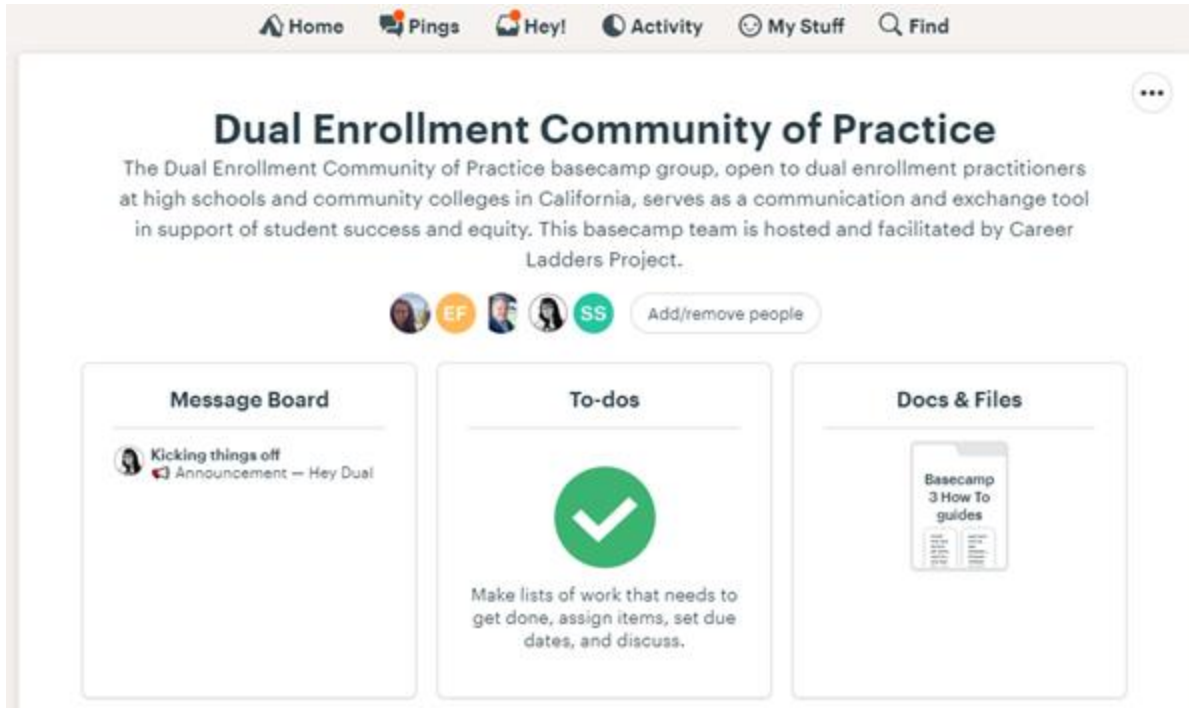 Home Pings Hey! Activity My Stuff Find
Dual Enrollment Community of Practice
The Dual Enrollment Community of Practice basecamp group, open to dual enrollment practitioners
at high schools and community colleges in California, serves as a communication and exchange tool
in support of student success and equity. This basecamp team is hosted and facilitated by Career
Ladders Project.
EF SS Add/remove people
Message Board
Kicking things off
Announcement — Hey Dual
To-dos
Make lists of work that needs to
get done, assign items, set due
dates, and discuss.
Docs & Files
Basecamp
3 How To
guides